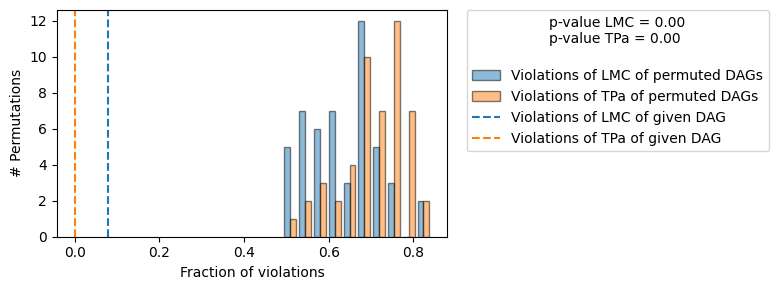 12
10
8
6
4
2
0
# Permutations
0.0 0.2 0.4 0.6 0.8
Fraction of violations
p-value LMC = 0.00
p-value TPa = 0.00
Violations of LMC of permuted DAGs
Violations of TPa of permuted DAGs
Violations of LMC of given DAG
Violations of TPa of given DAG